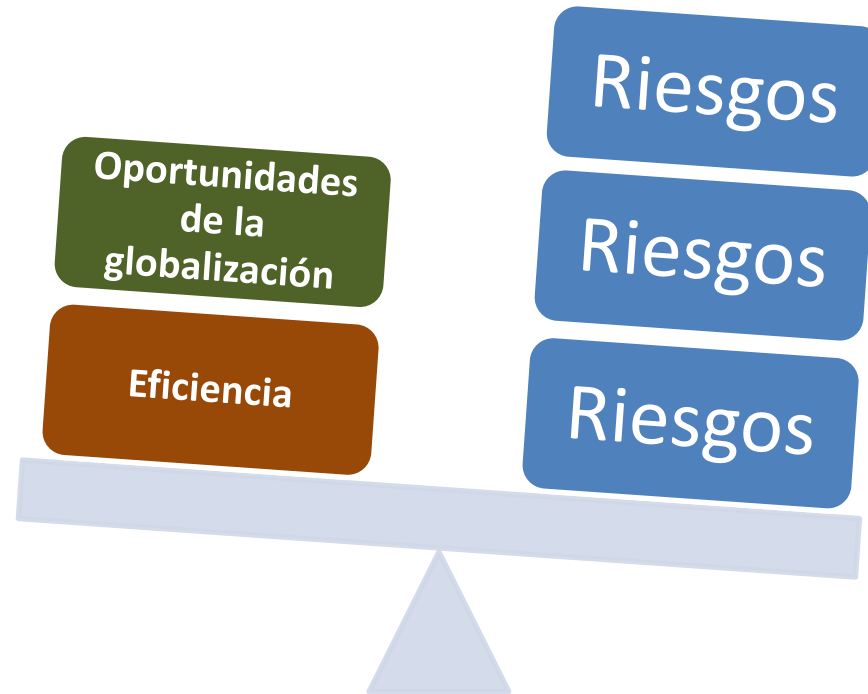 Oportunidades
de la
globalización
Eficiencia
Riesgos
Riesgos
Riesgos